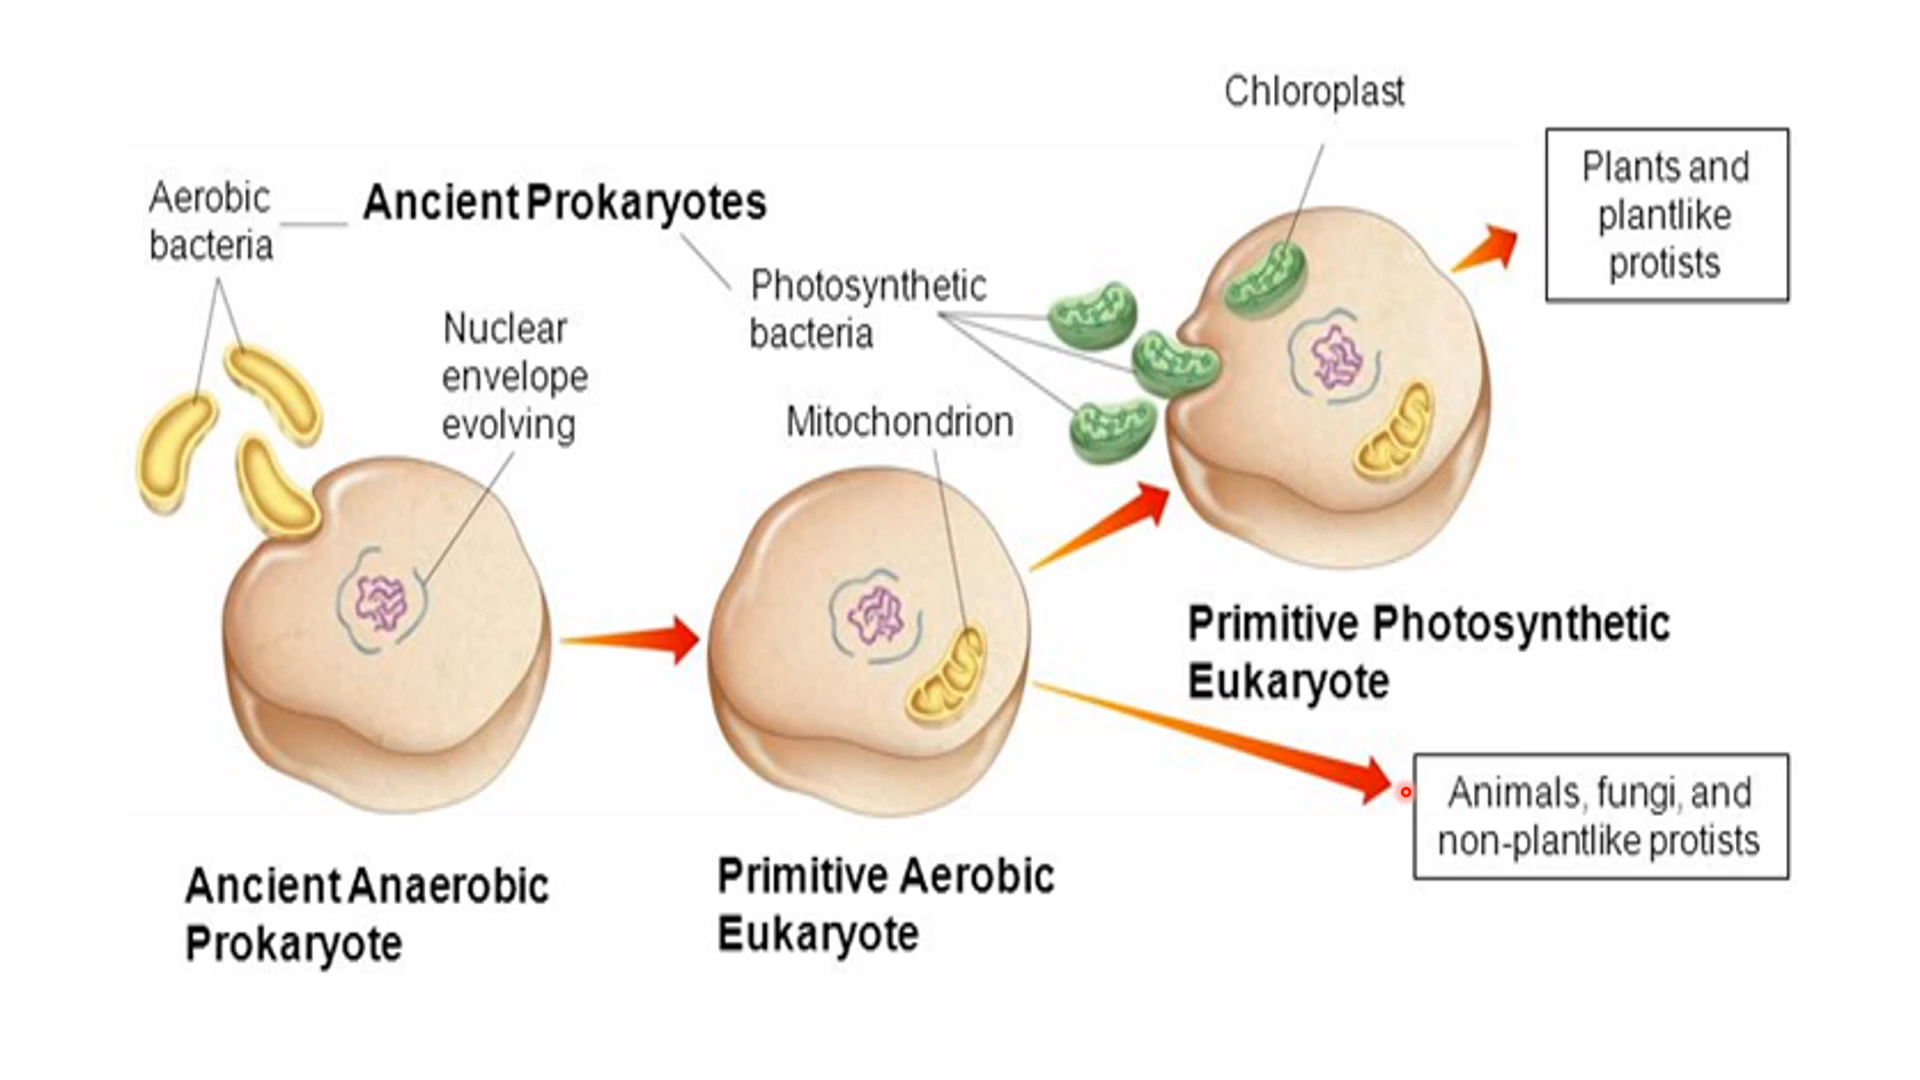 Chloroplast
Plants and
plantlike
protists
Aerobic
bacteria
Ancient Prokaryotes
Photosynthetic
bacteria
Nuclear
envelope
evolving
Mitochondrion
Primitive Photosynthetic
Eukaryote
Animals, fungi, and
non-plantlike protists
Ancient Anaerobic
Prokaryote
Primitive Aerobic
Eukaryote